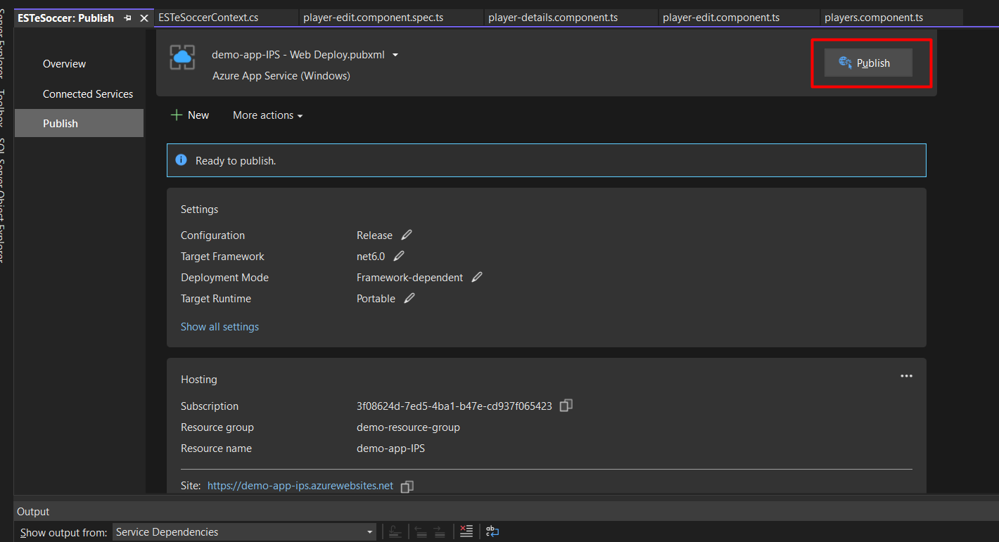 ESTeSoccer: Publish
ESTeSoccerContext.cs
player-edit.component.spec.ts
player-details.component.ts
player-edit.component.ts
players.component.ts
Server Explorer
Toolbox
SQL Server Object Explorer
Overview
Connected Services
Publish
demo-app-IPS - Web Deploy.pubxml
Azure App Service (Windows)
Publish
New
More actions
Ready to publish.
Settings
Configuration Release
Target Framework net6.0
Deployment Mode Framework-dependent
Target Runtime Portable
Show all settings
Hosting
Subscription 3f08624d-7ed5-4ba1-b47e-cd937f065423
Resource group demo-resource-group
Resource name demo-app-IPS
Site: https://demo-app-ips.azurewebsites.net
Output
Show output from: Service Dependencies